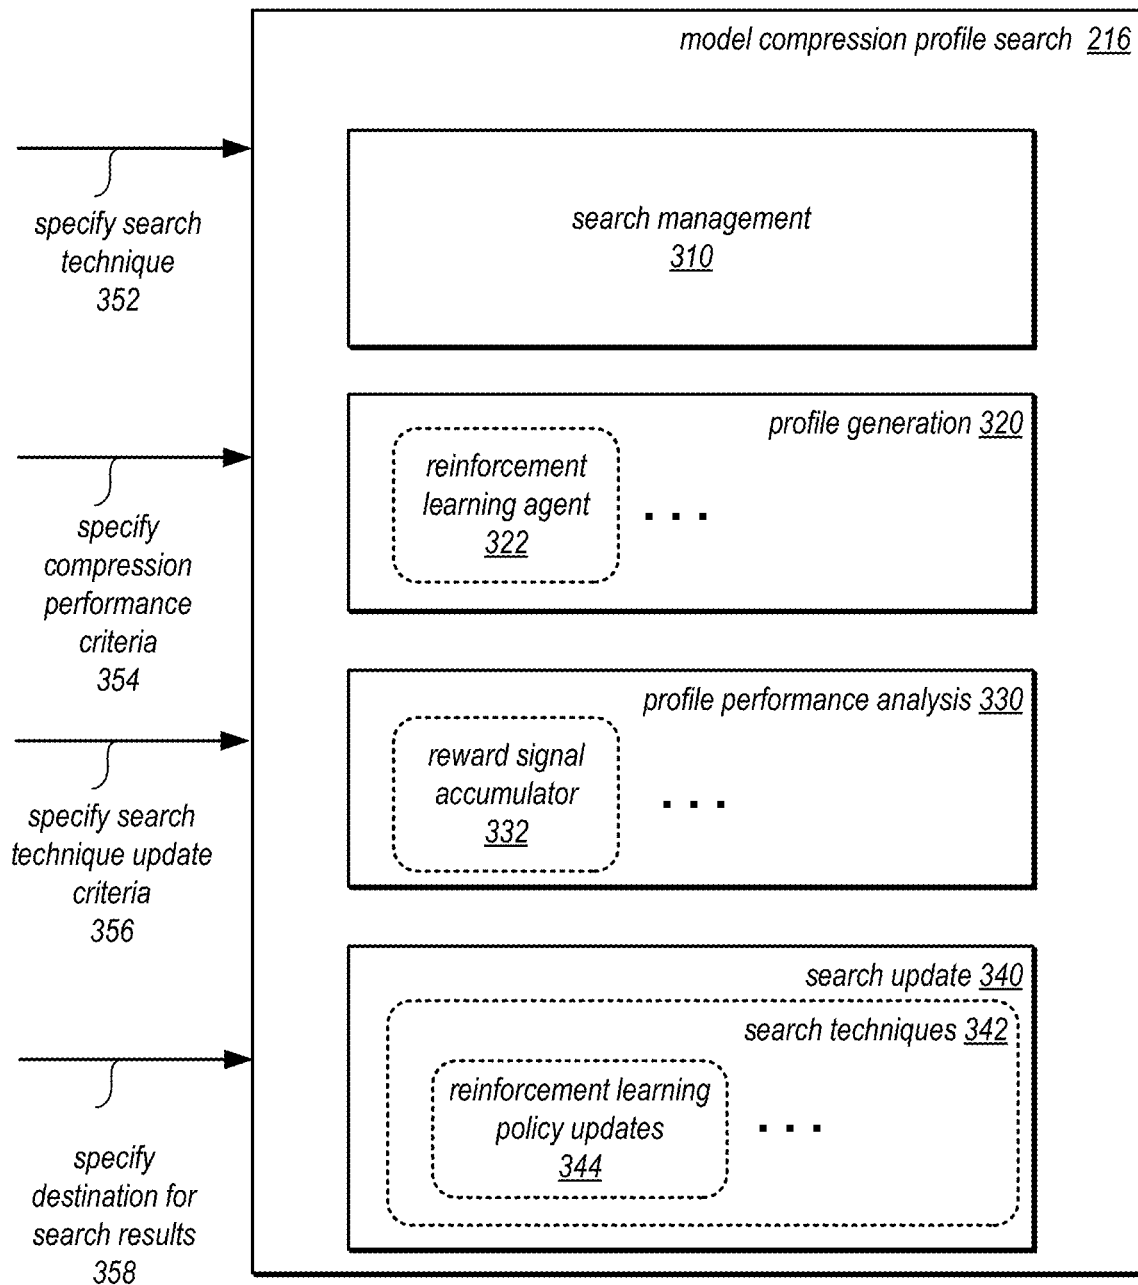 model compression profile search 216
specify search
technique
352
search management
310
profile generation 320
reinforcement
learning agent
322
. . .
specify
compression
performance
criteria
354
profile performance analysis 330
reward signal
accumulator
332
. . .
specify search
technique update
criteria
356
search update 340
search techniques 342
reinforcement learning
policy updates
344
. . .
specify
destination for
search results
358